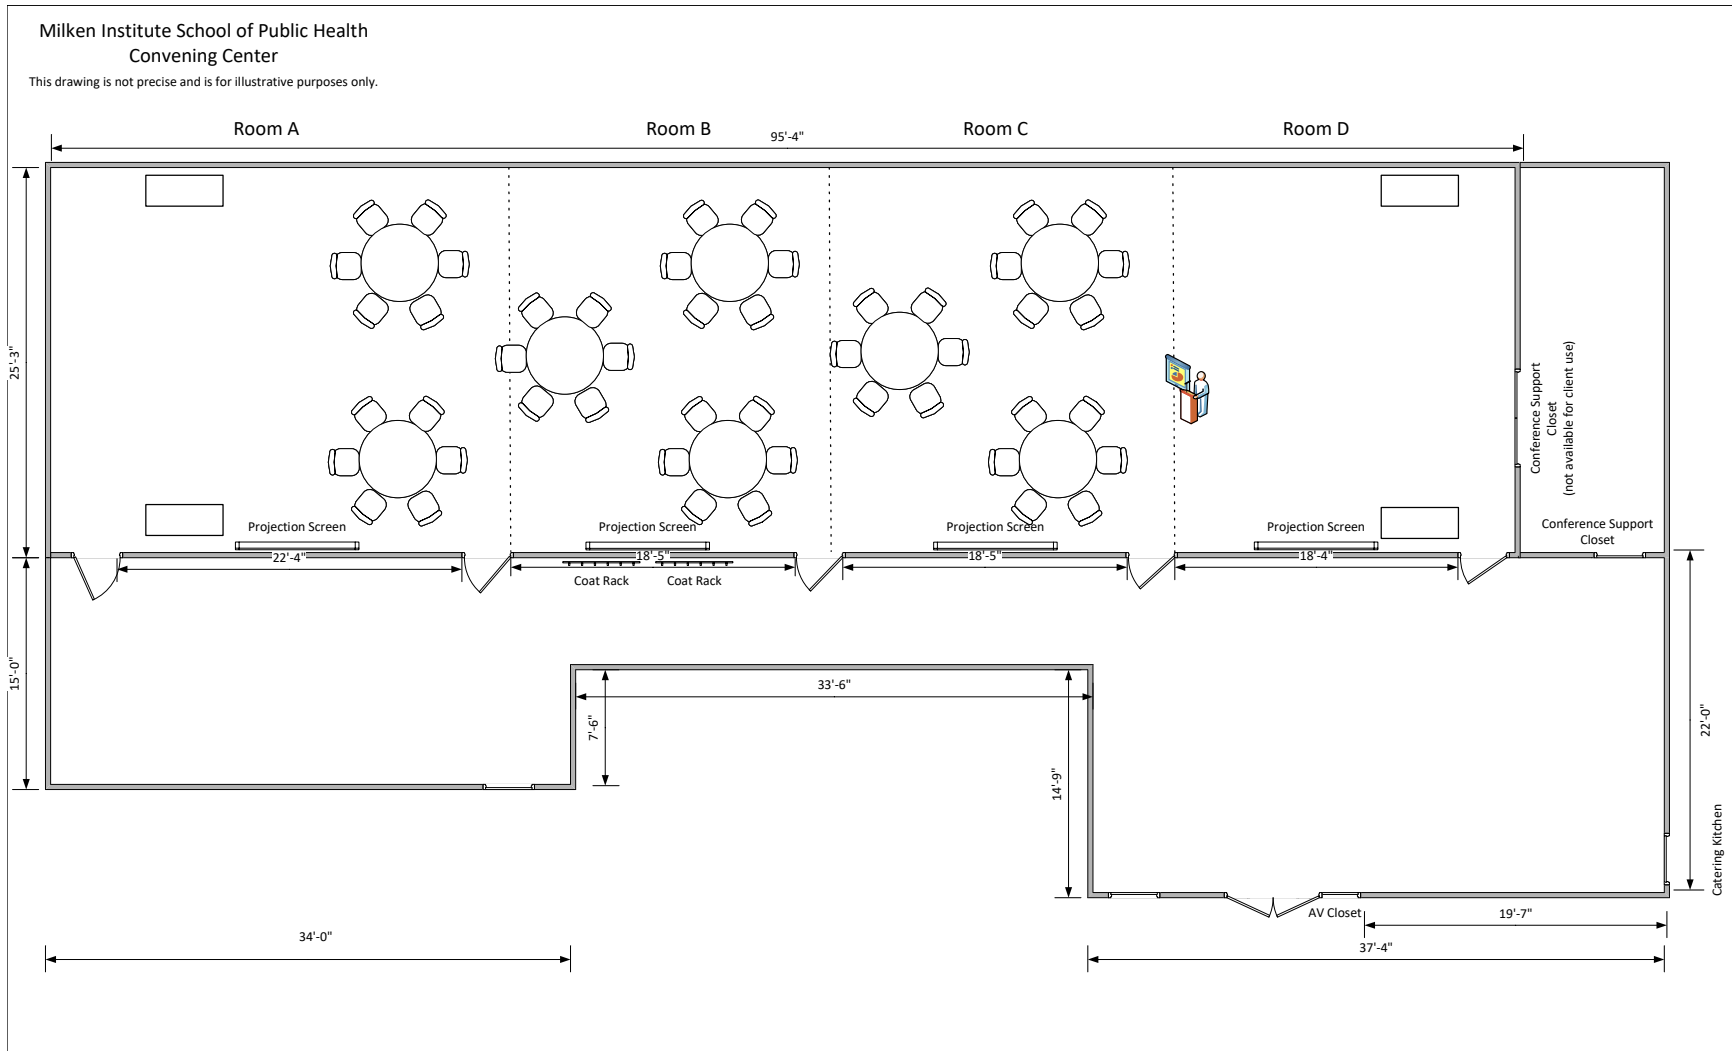 Milken Institute School of Public Health
Convening Center
This drawing is not precise and is for illustrative purposes only.
Room A
Room B
Room C
Room D
95'-4"
25'-3"
Conference Support
Closet
(not available for client use)
Projection Screen
Projection Screen
Projection Screen
Projection Screen
Conference Support
Closet
22'-4"
18'-5"
18'-5"
18'-4"
Coat Rack
Coat Rack
15'-0"
33'-6"
7'-6"
14'-9"
22'-0"
Catering Kitchen
AV Closet
19'-7"
34'-0"
37'-4"